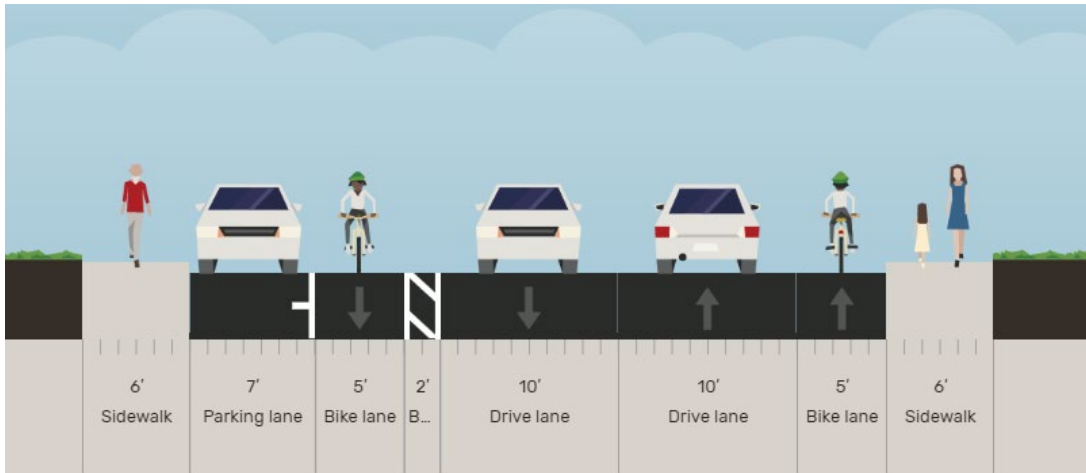 6' 7' 5' 2' 10' 10' 5' 6'
Sidewalk Parking lane Bike lane B... Drive lane Drive lane Bike lane Sidewalk